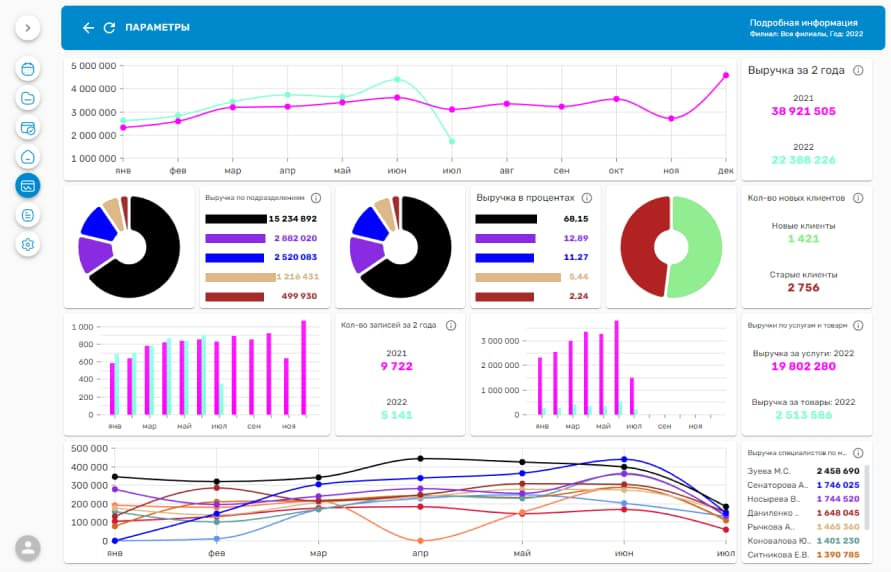 ПАРАМЕТРЫ
Подробная информация
Филиал: Все филиалы, Год: 2022
5 000 000
4 000 000
3 000 000
2 000 000
1 000 000
янв фев мар апр май июн июл авг сен окт ноя дек
Выручка за 2 года
2021
38 921 505
2022
22 388 226
Выручка по подразделениям
15 234 892
2 882 020
2 520 083
1 216 431
499 930
Выручка в процентах
68,15
12,89
11,27
5,44
2,24
Кол-во новых клиентов
Новые клиенты
1 421
Старые клиенты
2 756
1 000
800
600
400
200
0
янв мар май июл сен ноя
Кол-во записей за 2 года
2021
9 722
2022
5 141
3 000 000
2 000 000
1 000 000
0
янв мар май июл сен ноя
Выручки по услугам и товарм
Выручка за услуги: 2022
19 802 280
Выручка за товары: 2022
2 513 586
500 000
400 000
300 000
200 000
100 000
0
янв фев мар апр май июн июл
Выручка специалистов по м...
Зуева М.С. 2 458 690
Сенаторова А.. 1 746 025
Носырева В.. 1 744 520
Даниленко .. 1 648 045
Рычкова А.. 1 465 360
Коновалова Ю.. 1 401 230
Ситникова Е.В. 1 390 785